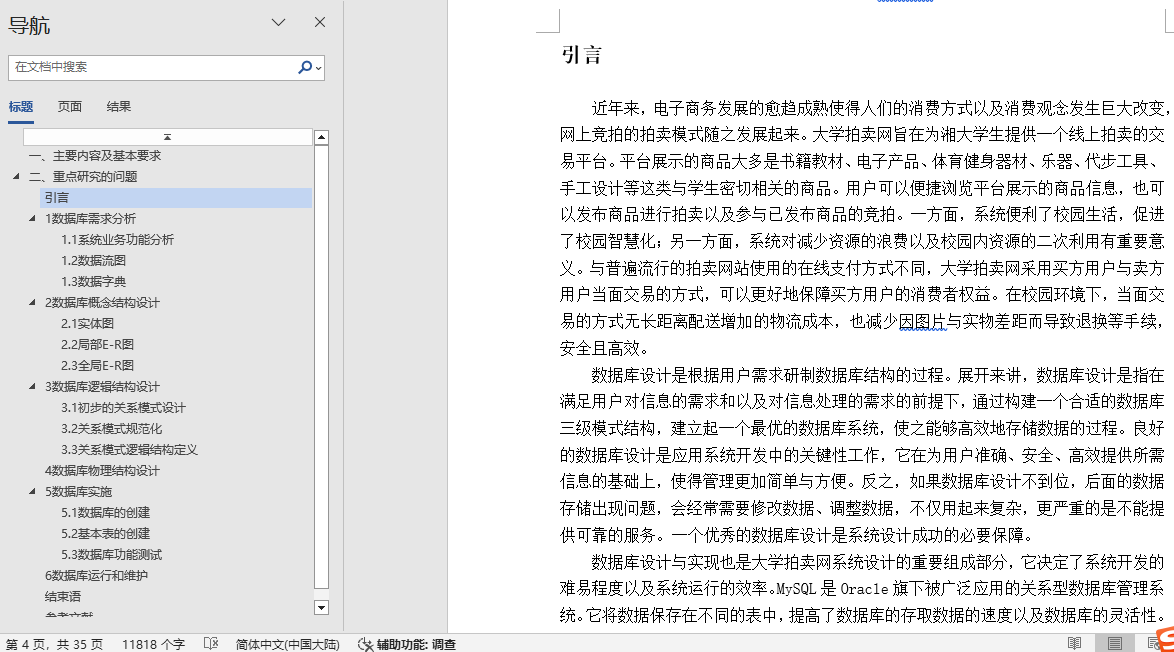 导航
在文档中搜索
标题 页面 结果
一、主要内容及基本要求
二、重点研究的问题
引言
1数据库需求分析
1.1系统业务功能分析
1.2数据流图
1.3数据字典
2数据库概念结构设计
2.1实体图
2.2局部E-R图
2.3全局E-R图
3数据库逻辑结构设计
3.1初步的关系模式设计
3.2关系模式规范化
3.3关系模式逻辑结构定义
4数据库物理结构设计
5数据库实施
5.1数据库的创建
5.2基本表的创建
5.3数据库功能测试
6数据库运行和维护
结束语
参考文献
引言
近年来，电子商务发展的愈趋成熟使得人们的消费方式以及消费观念发生巨大改变，
网上竞拍的拍卖模式随之发展起来。大学拍卖网旨在为湘大学生提供一个线上拍卖的交
易平台。平台展示的商品大多是书籍教材、电子产品、体育健身器材、乐器、代步工具、
手工设计等这类与学生密切相关的商品。用户可以便捷浏览平台展示的商品信息，也可
以发布商品进行拍卖以及参与已发布商品的竞拍。一方面，系统便利了校园生活，促进
了校园智慧化；另一方面，系统对减少资源的浪费以及校园内资源的二次利用有重要意
义。与普遍流行的拍卖网站使用的在线支付方式不同，大学拍卖网采用买方用户与卖方
用户当面交易的方式，可以更好地保障买方用户的消费者权益。在校园环境下，当面交
易的方式无长距离配送增加的物流成本，也减少因图片与实物差距而导致退换等手续，
安全且高效。
数据库设计是根据用户需求研制数据库结构的过程。展开来讲，数据库设计是指在
满足用户对信息的需求和以及对信息处理的需求的前提下，通过构建一个合适的数据库
三级模式结构，建立起一个最优的数据库系统，使之能够高效地存储数据的过程。良好
的数据库设计是应用系统开发中的关键性工作，它在为用户准确、安全、高效提供所需
信息的基础上，使得管理更加简单与方便。反之，如果数据库设计不到位，后面的数据
存储出现问题，会经常需要修改数据、调整数据，不仅用起来复杂，更严重的是不能提
供可靠的服务。一个优秀的数据库设计是系统设计成功的必要保障。
数据库设计与实现也是大学拍卖网系统设计的重要组成部分，它决定了系统开发的
难易程度以及系统运行的效率。MySQL 是 Oracle 旗下被广泛应用的关系型数据库管理系
统。它将数据保存在不同的表中，提高了数据库的存取数据的速度以及数据库的灵活性。
第 4 页，共 35 页 11818 个字 简体中文(中国大陆) 辅助功能: 调查